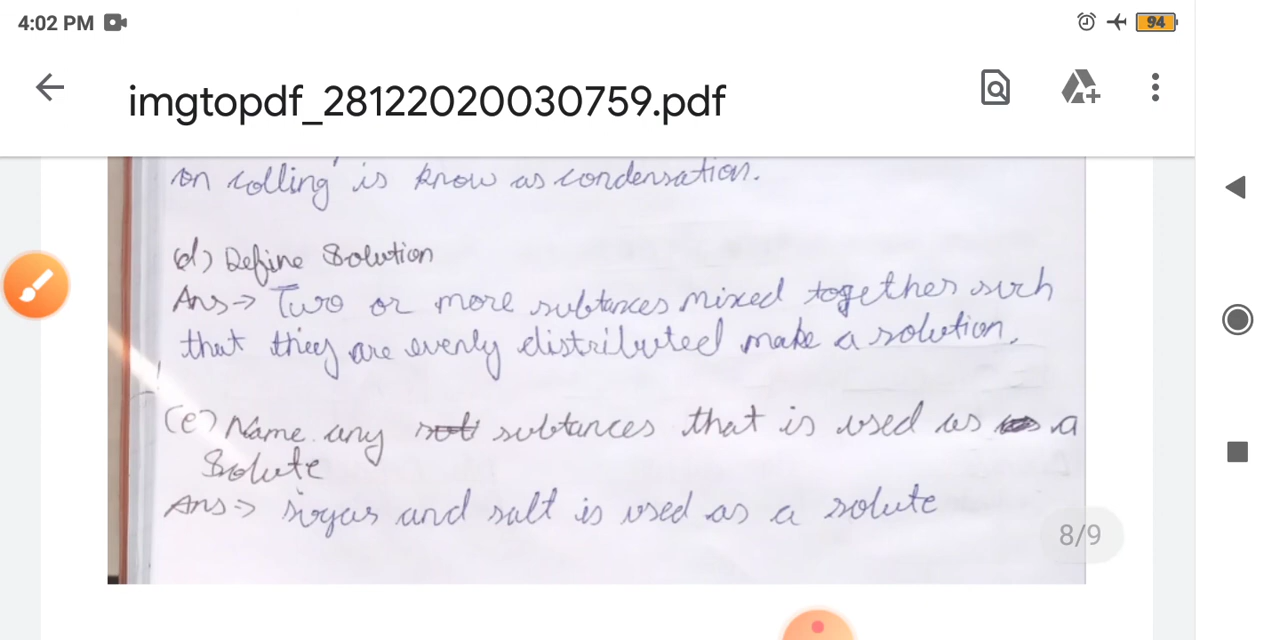 4:02 PM
94
imgtopdf_28122020030759.pdf
on colling is know as condensation.
(d) Define Solution
Ans→ Two or more subtances mixed together such
that they are evenly distributed make a solution.
(e) Name any subtances that is used as a
Solute
Ans→ sugar and salt is used as a solute
8/9